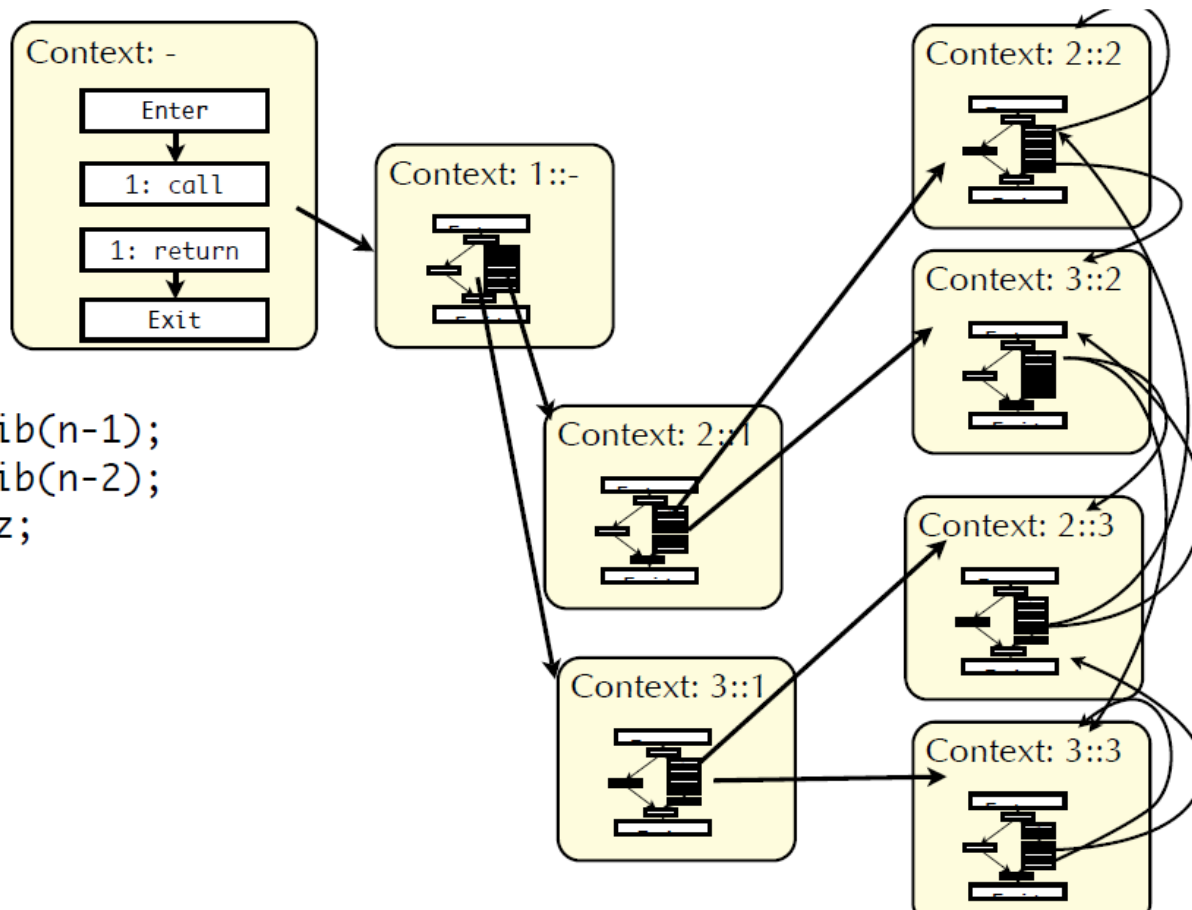 Context: -
Enter
1: call
1: return
Exit
Context: 1::-
ib(n-1);
ib(n-2);
z;
Context: 2::1
Context: 3::1
Context: 2::2
Context: 3::2
Context: 2::3
Context: 3::3